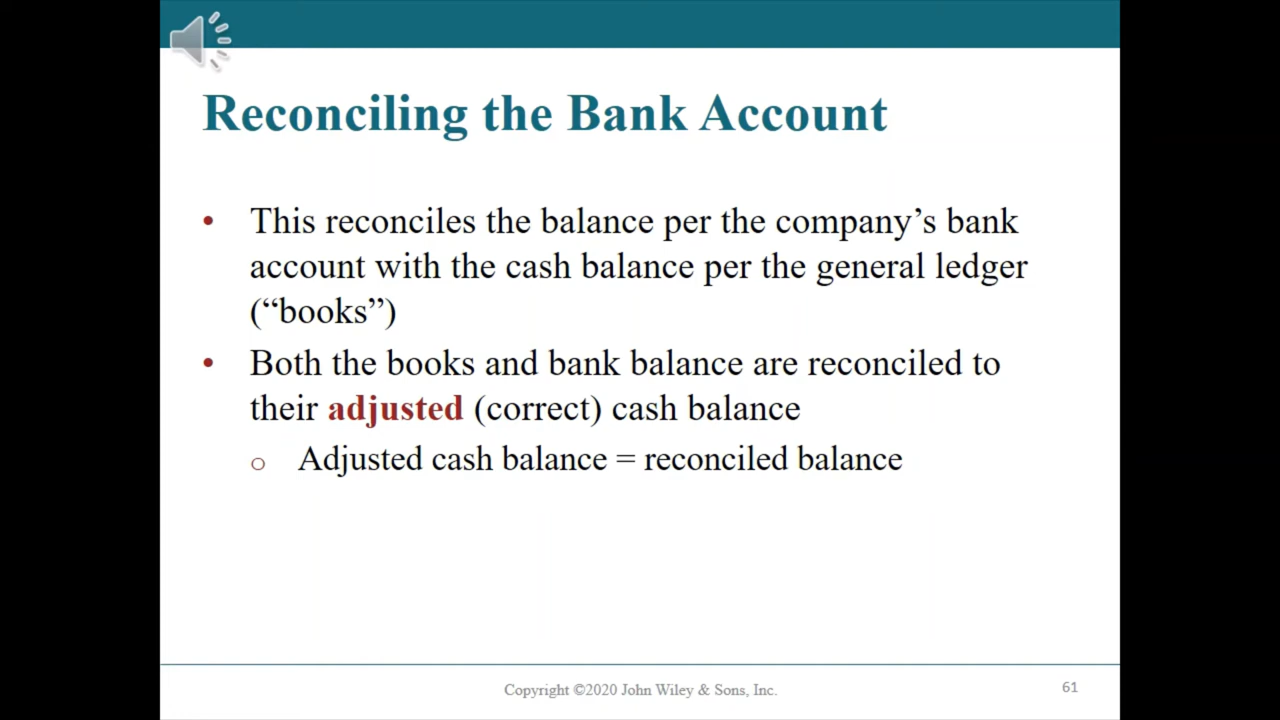 Reconciling the Bank Account
• This reconciles the balance per the company’s bank
account with the cash balance per the general ledger
(“books”)
• Both the books and bank balance are reconciled to
their adjusted (correct) cash balance
o Adjusted cash balance = reconciled balance
Copyright ©2020 John Wiley & Sons, Inc.
61